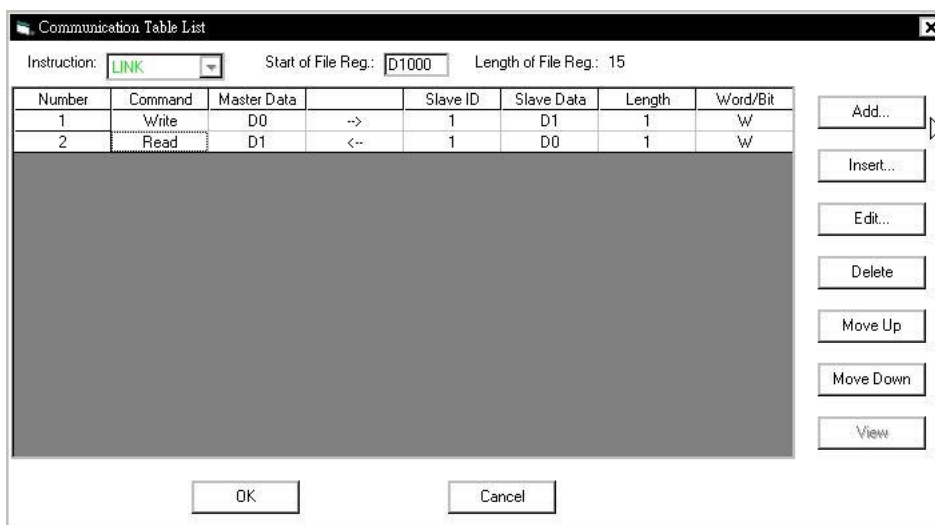 Communication Table List
Instruction: LINK Start of File Reg.: D1000 Length of File Reg.: 15
Number Command Master Data Slave ID Slave Data Length Word/Bit
1 Write D0 --> 1 D1 1 W
2 Read D1 <-- 1 D0 1 W
Add...
Insert...
Edit...
Delete
Move Up
Move Down
View
OK Cancel